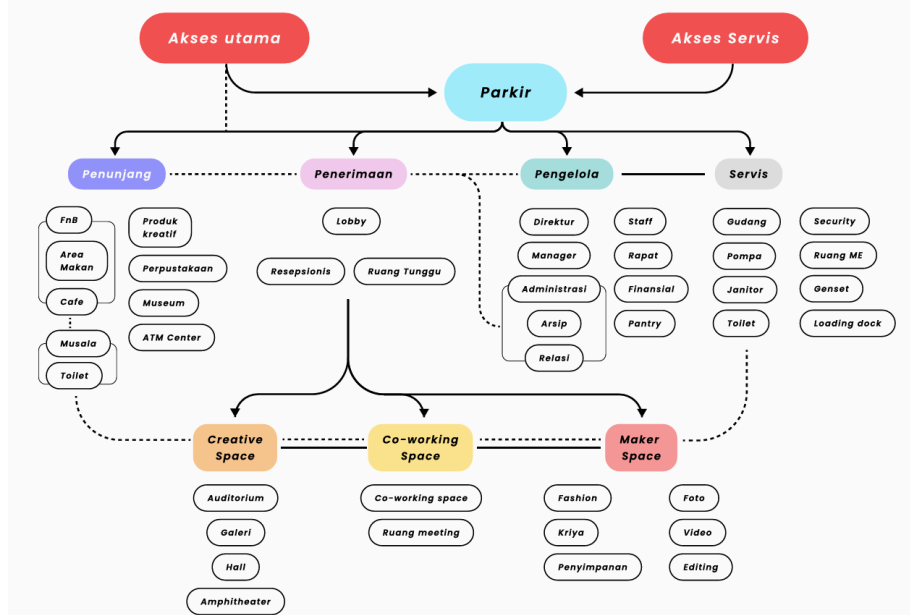 Akses utama
Akses Servis
Parkir
Penunjang
Penerimaan
Pengelola
Servis
FnB
Area
Makan
Cafe
Musala
Toilet
Produk
kreatif
Perpustakaan
Museum
ATM Center
Lobby
Resepsionis
Ruang Tunggu
Direktur
Manager
Administrasi
Arsip
Relasi
Staff
Rapat
Finansial
Pantry
Gudang
Pompa
Janitor
Toilet
Security
Ruang ME
Genset
Loading dock
Creative
Space
Co-working
Space
Maker
Space
Auditorium
Galeri
Hall
Amphitheater
Co-working space
Ruang meeting
Fashion
Kriya
Penyimpanan
Foto
Video
Editing